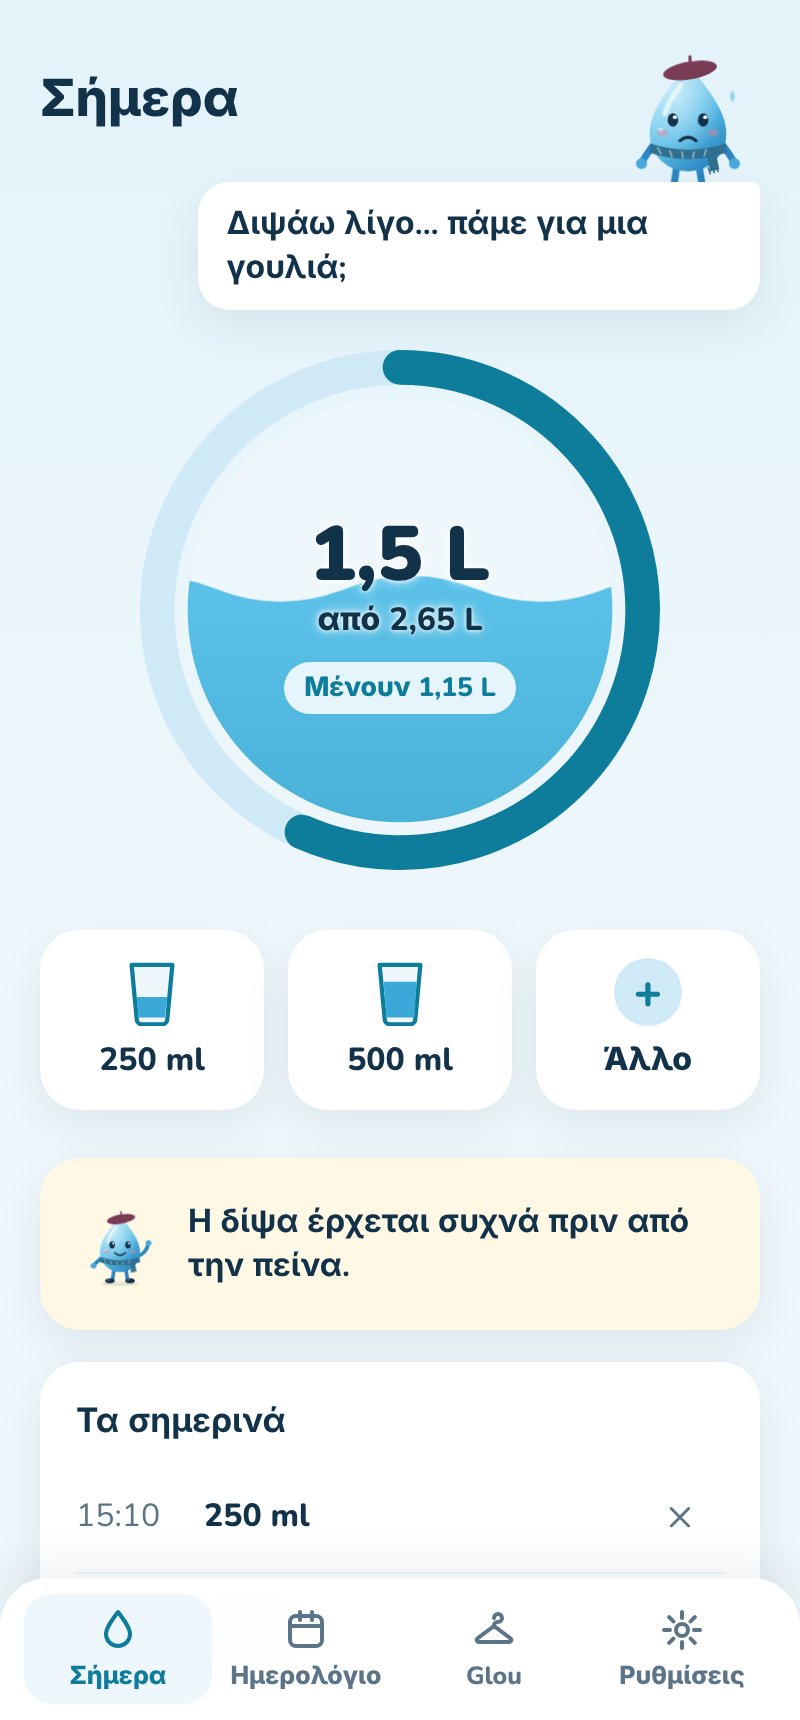 Σήμερα
Διψάω λίγο... πάμε για μια
γουλιά;
1,5 L
από 2,65 L
Μένουν 1,15 L
250 ml
500 ml
Άλλο
Η δίψα έρχεται συχνά πριν από
την πείνα.
Τα σημερινά
15:10 250 ml
Σήμερα
Ημερολόγιο
Glou
Ρυθμίσεις